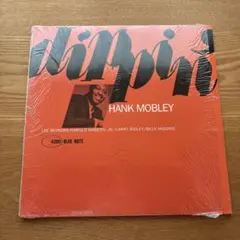 dippin'
HANK MOBLEY
LEE MORGAN/HAROLD MABERN, JR./LARRY RIDLEY/BILLY HIGGINS
BLUE NOTE